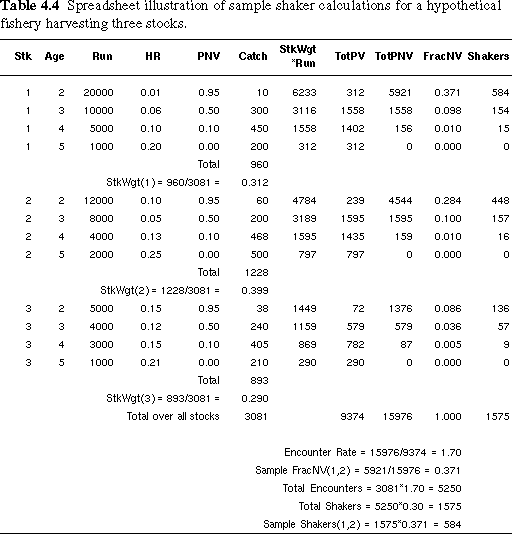 Table 4.4 Spreadsheet illustration of sample shaker calculations for a hypothetical
fishery harvesting three stocks.
Stk Age Run HR PNV Catch StkWgt *Run TotPV TotPNV FracNV Shakers
1 2 20000 0.01 0.95 10 6233 312 5921 0.371 584
1 3 10000 0.06 0.50 300 3116 1558 1558 0.098 154
1 4 5000 0.10 0.10 450 1558 1402 156 0.010 15
1 5 1000 0.20 0.00 200 312 312 0 0.000 0
Total 960
StkWgt(1) = 960/3081 = 0.312
2 2 12000 0.10 0.95 60 4784 239 4544 0.284 448
2 3 8000 0.05 0.50 200 3189 1595 1595 0.100 157
2 4 4000 0.13 0.10 468 1595 1435 159 0.010 16
2 5 2000 0.25 0.00 500 797 797 0 0.000 0
Total 1228
StkWgt(2) = 1228/3081 = 0.399
3 2 5000 0.15 0.95 38 1449 72 1376 0.086 136
3 3 4000 0.12 0.50 240 1159 579 579 0.036 57
3 4 3000 0.15 0.10 405 869 782 87 0.005 9
3 5 1000 0.21 0.00 210 290 290 0 0.000 0
Total 893
StkWgt(3) = 893/3081 = 0.290
Total over all stocks 3081 9374 15976 1.000 1575
Encounter Rate = 15976/9374 = 1.70
Sample FracNV(1,2) = 5921/15976 = 0.371
Total Encounters = 3081*1.70 = 5250
Total Shakers = 5250*0.30 = 1575
Sample Shakers(1,2) = 1575*0.371 = 584